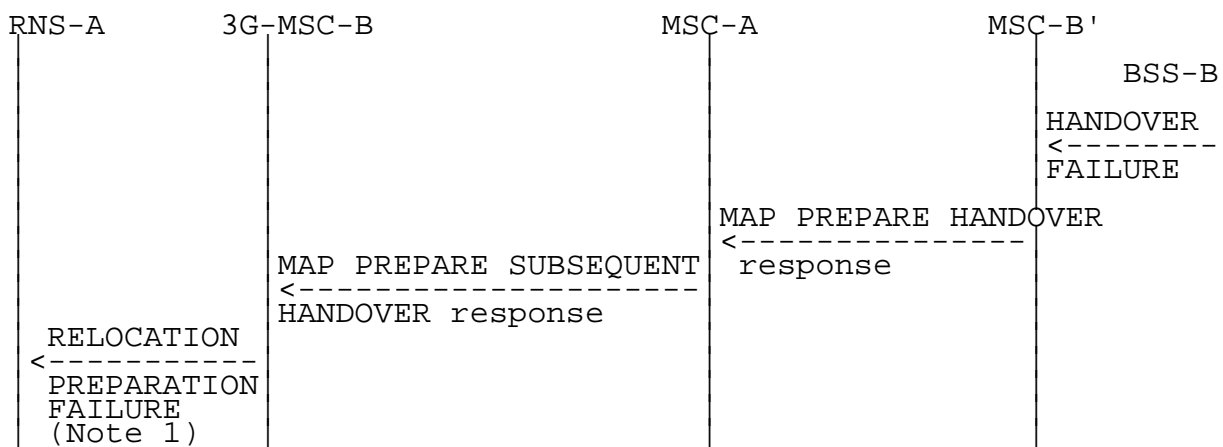 RNS-A 3G-MSC-B MSC-A MSC-B'
BSS-B
HANDOVER
<--------
FAILURE
MAP PREPARE HANDOVER
<---------------
response
MAP PREPARE SUBSEQUENT
<---------------------
HANDOVER response
RELOCATION
<-----------
PREPARATION
FAILURE
(Note 1)